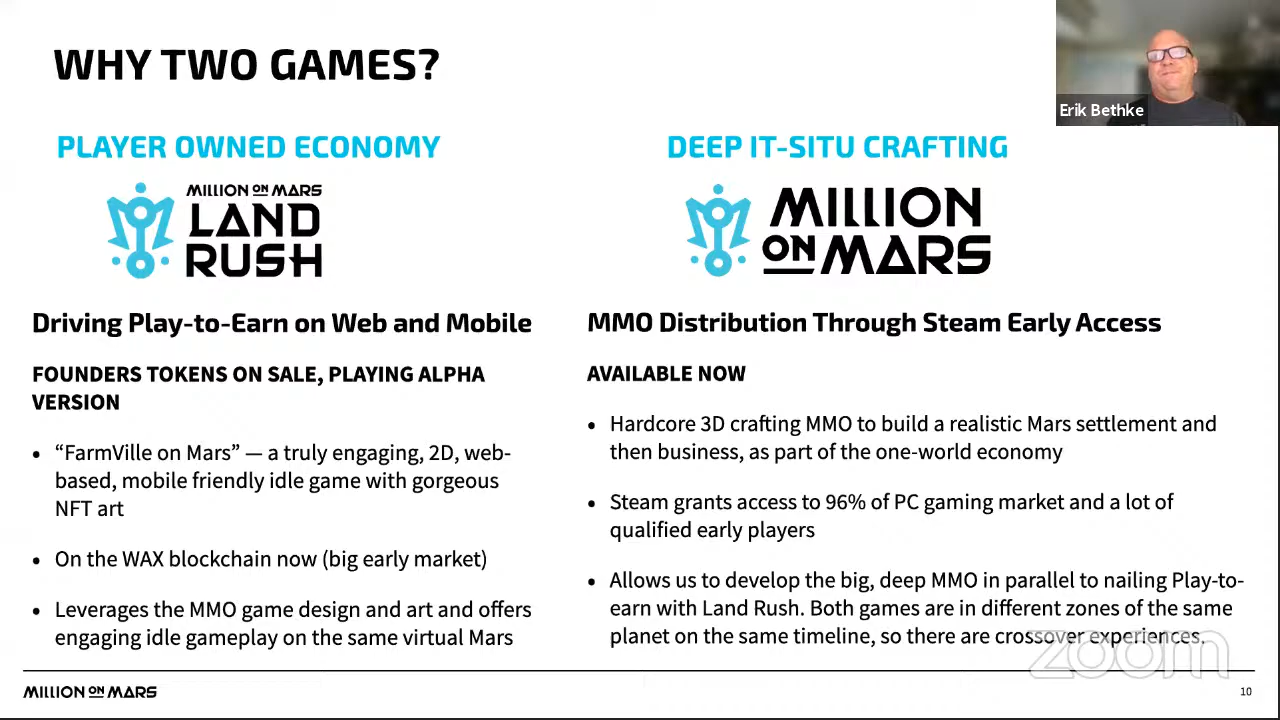 WHY TWO GAMES?
Erik Bethke
PLAYER OWNED ECONOMY
MILLION ON MARS
LAND
RUSH
Driving Play-to-Earn on Web and Mobile
FOUNDERS TOKENS ON SALE, PLAYING ALPHA
VERSION
• “FarmVille on Mars” — a truly engaging, 2D, web-
based, mobile friendly idle game with gorgeous
NFT art
• On the WAX blockchain now (big early market)
• Leverages the MMO game design and art and offers
engaging idle gameplay on the same virtual Mars
DEEP IT-SITU CRAFTING
MILLION
ON MARS
MMO Distribution Through Steam Early Access
AVAILABLE NOW
• Hardcore 3D crafting MMO to build a realistic Mars settlement and
then business, as part of the one-world economy
• Steam grants access to 96% of PC gaming market and a lot of
qualified early players
• Allows us to develop the big, deep MMO in parallel to nailing Play-to-
earn with Land Rush. Both games are in different zones of the same
planet on the same timeline, so there are crossover experiences.
zoom
MILLION ON MARS
10